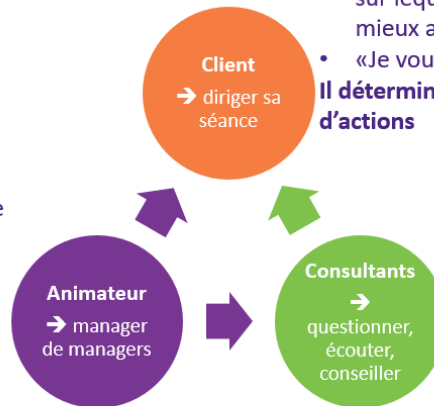 mieux a
• «Je vou
Il détermin
d'actions
Client
➔ diriger sa
séance
e
Animateur
➔ manager
de managers
Consultants
➔
questionner,
écouter,
conseiller